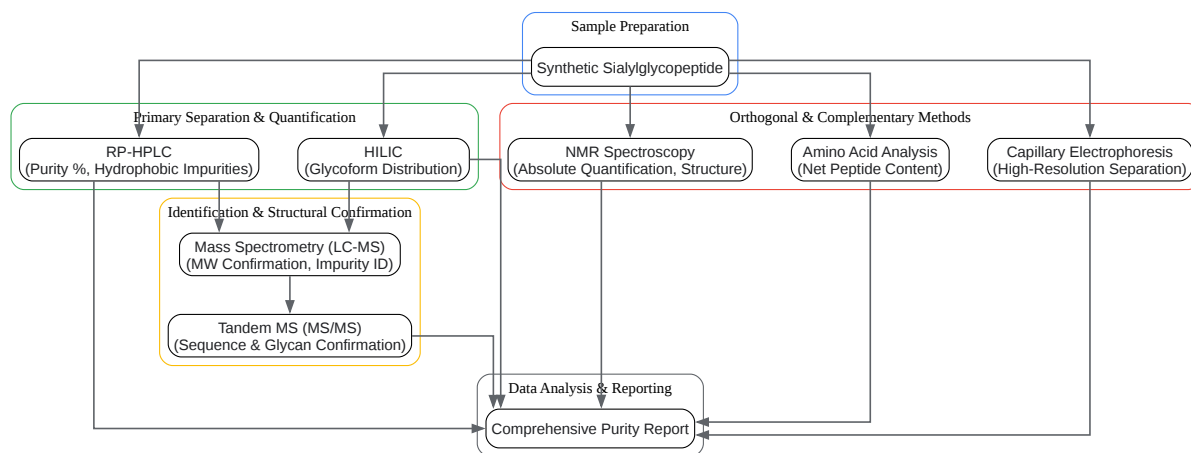 Sample Preparation
Synthetic Sialylglycopeptide
Primary Separation & Quantification
RP-HPLC
(Purity %, Hydrophobic Impurities)
HILIC
(Glycoform Distribution)
Orthogonal & Complementary Methods
NMR Spectroscopy
(Absolute Quantification, Structure)
Amino Acid Analysis
(Net Peptide Content)
Capillary Electrophoresis
(High-Resolution Separation)
Identification & Structural Confirmation
Mass Spectrometry (LC-MS)
(MW Confirmation, Impurity ID)
Tandem MS (MS/MS)
(Sequence & Glycan Confirmation)
Data Analysis & Reporting
Comprehensive Purity Report